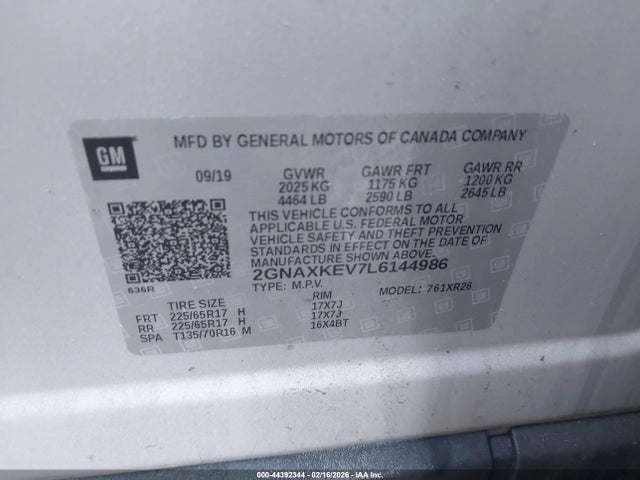 GM
MFD BY GENERAL MOTORS OF CANADA COMPANY
09/19 GVWR GAWR FRT GAWR RR
2025 KG 1175 KG 1200 KG
4464 LB 2590 LB 2645 LB
THIS VEHICLE CONFORMS TO ALL
APPLICABLE U.S. FEDERAL MOTOR
VEHICLE SAFETY AND THEFT PREVENTION
STANDARDS IN EFFECT ON THE DATE OF
MANUFACTURE SHOWN ABOVE.
2GNAXKEV7L6144986
636R TYPE: M.P.V. MODEL: 761XR26
TIRE SIZE RIM
FRT 225/65R17 H 17X7J
RR 225/65R17 H 17X7J
SPA T135/70R16 M 16X4BT
000-44392344 02/16/2026 IAA Inc.